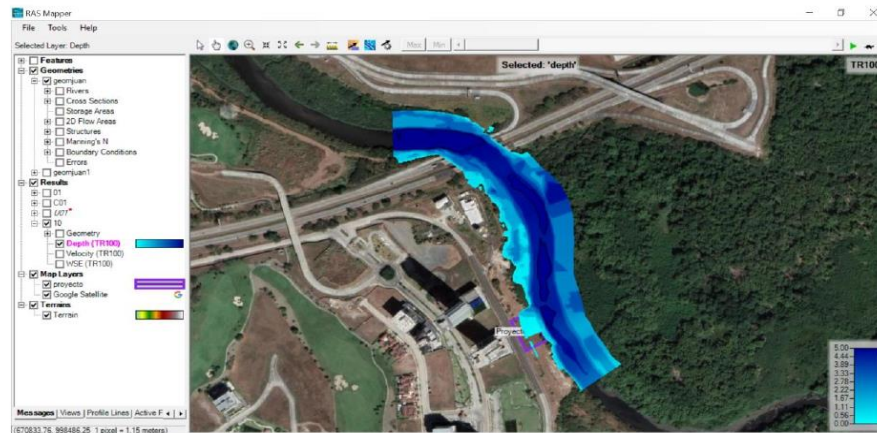 RAS Mapper
File Tools Help
Selected Layer: Depth
Max Min
Features
Geometries
geomjuan
Rivers
Cross Sections
Storage Areas
2D Flow Areas
Structures
Manning's N
Boundary Conditions
Errors
geomjuan1
Results
01
C01
10
Geometry
Depth (TR100)
Velocity (TR100)
WSE (TR100)
Map Layers
proyecto
Google Satellite
Terrains
Terrain
Messages Views Profile Lines Active F
(670833.76, 998486.25 1 pixel = 1.15 meters)
Selected: 'depth'
TR100
Proyect
5.00
4.44
3.89
3.33
2.78
2.22
1.67
1.11
0.56
0.00